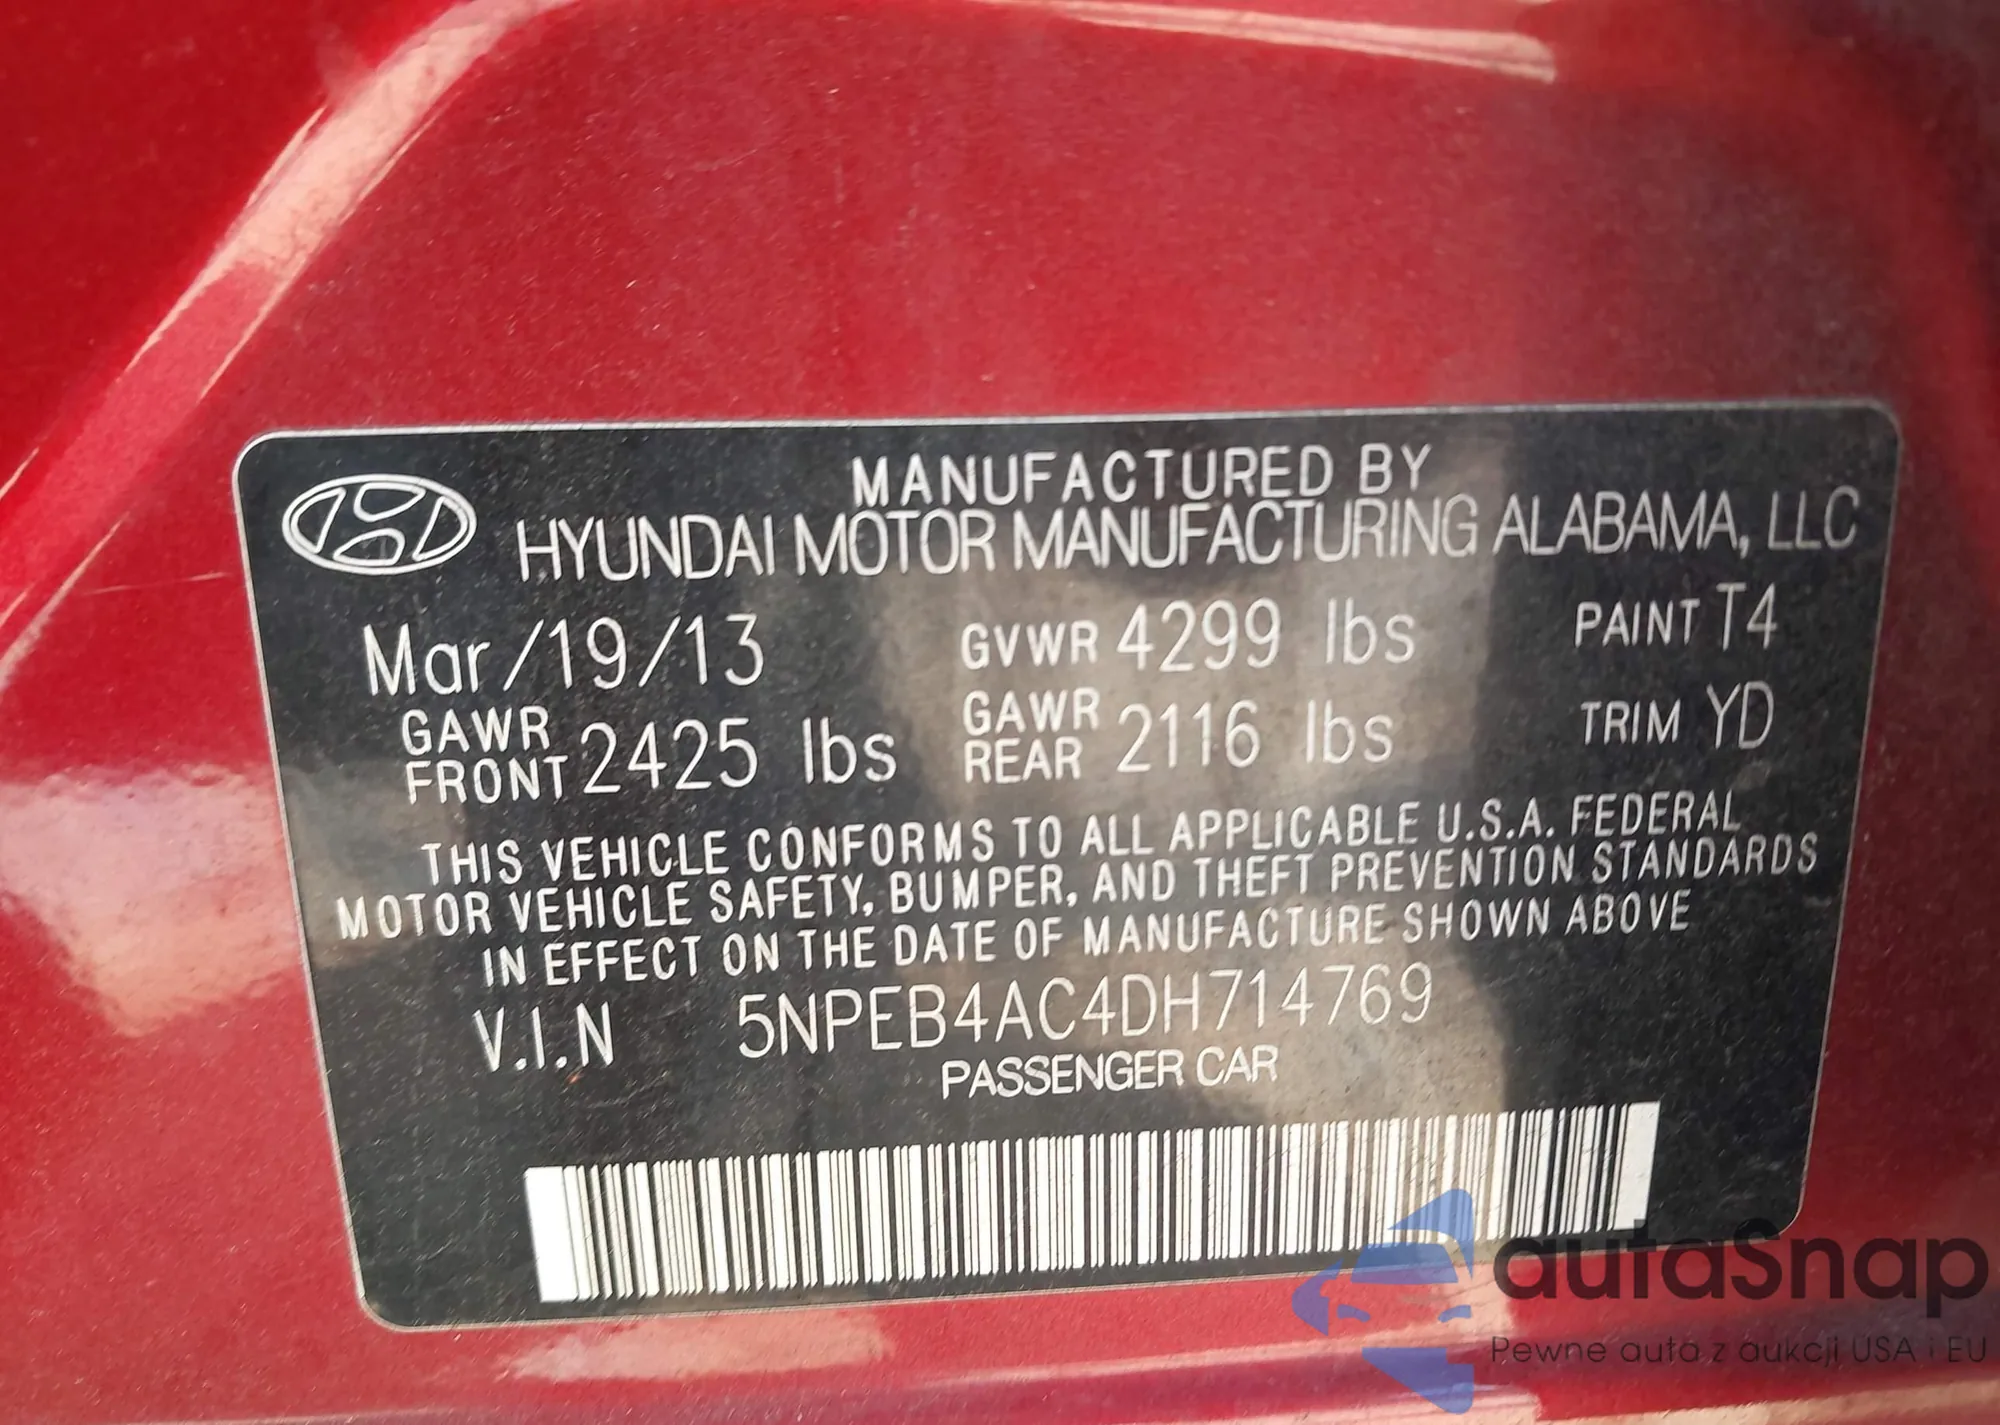 MANUFACTURED BY
HYUNDAI MOTOR MANUFACTURING ALABAMA, LLC
Mar/19/13 GVWR 4299 lbs PAINT T4
GAWR FRONT 2425 lbs GAWR REAR 2116 lbs TRIM YD
THIS VEHICLE CONFORMS TO ALL APPLICABLE U.S.A. FEDERAL
MOTOR VEHICLE SAFETY, BUMPER, AND THEFT PREVENTION STANDARDS
IN EFFECT ON THE DATE OF MANUFACTURE SHOWN ABOVE
V.I.N 5NPEB4AC4DH714769
PASSENGER CAR
autaSnap
Pewne auta z aukcji USA i EU